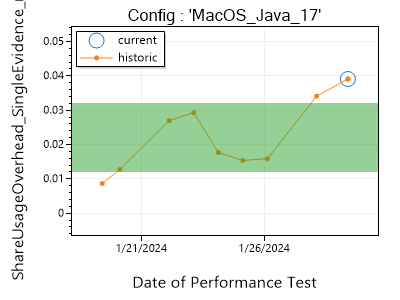 Config : 'MacOS_Java_17'
current
historic
0.05
0.04
0.03
0.02
0.01
0
1/21/2024
1/26/2024
Date of Performance Test